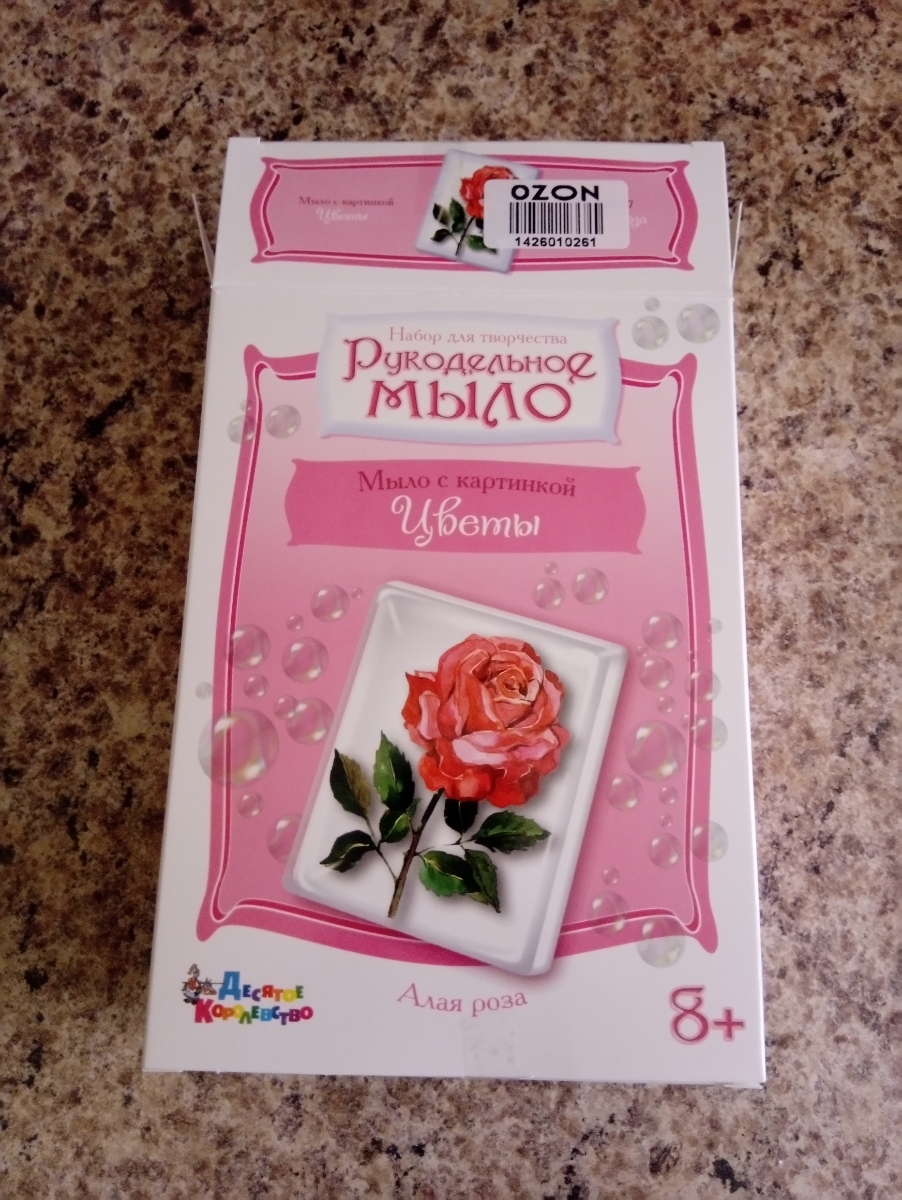 Мыло с картинкой
Цветы
OZON
1426010261
Набор для творчества
Рукодельное
мыло
Мыло с картинкой
Цветы
Десятое
Королевство
Алая роза
8+